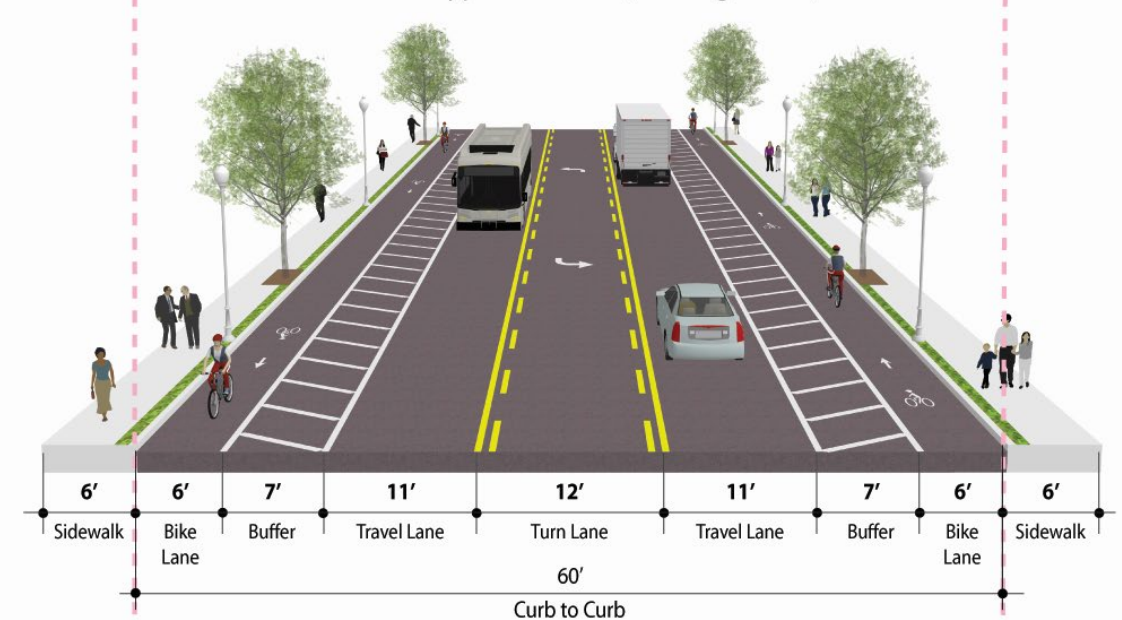 6’ 6’ 7’ 11’ 12’ 11’ 7’ 6’ 6’
Sidewalk Bike Lane Buffer Travel Lane Turn Lane Travel Lane Buffer Bike Lane Sidewalk
60’
Curb to Curb